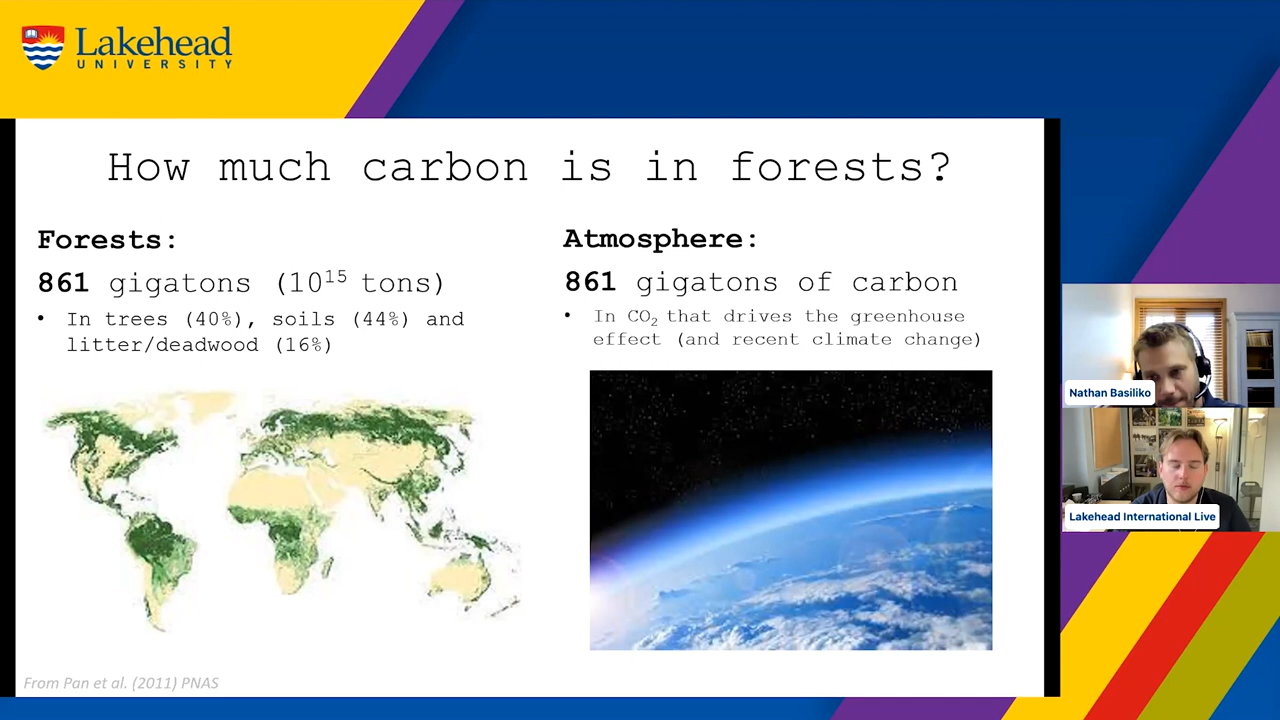 Lakehead
UNIVERSITY
How much carbon is in forests?
Forests:
861 gigatons (10¹⁵ tons)
• In trees (40%), soils (44%) and
litter/deadwood (16%)
Atmosphere:
861 gigatons of carbon
• In CO₂ that drives the greenhouse
effect (and recent climate change)
From Pan et al. (2011) PNAS
Nathan Basiliko
Lakehead International Live